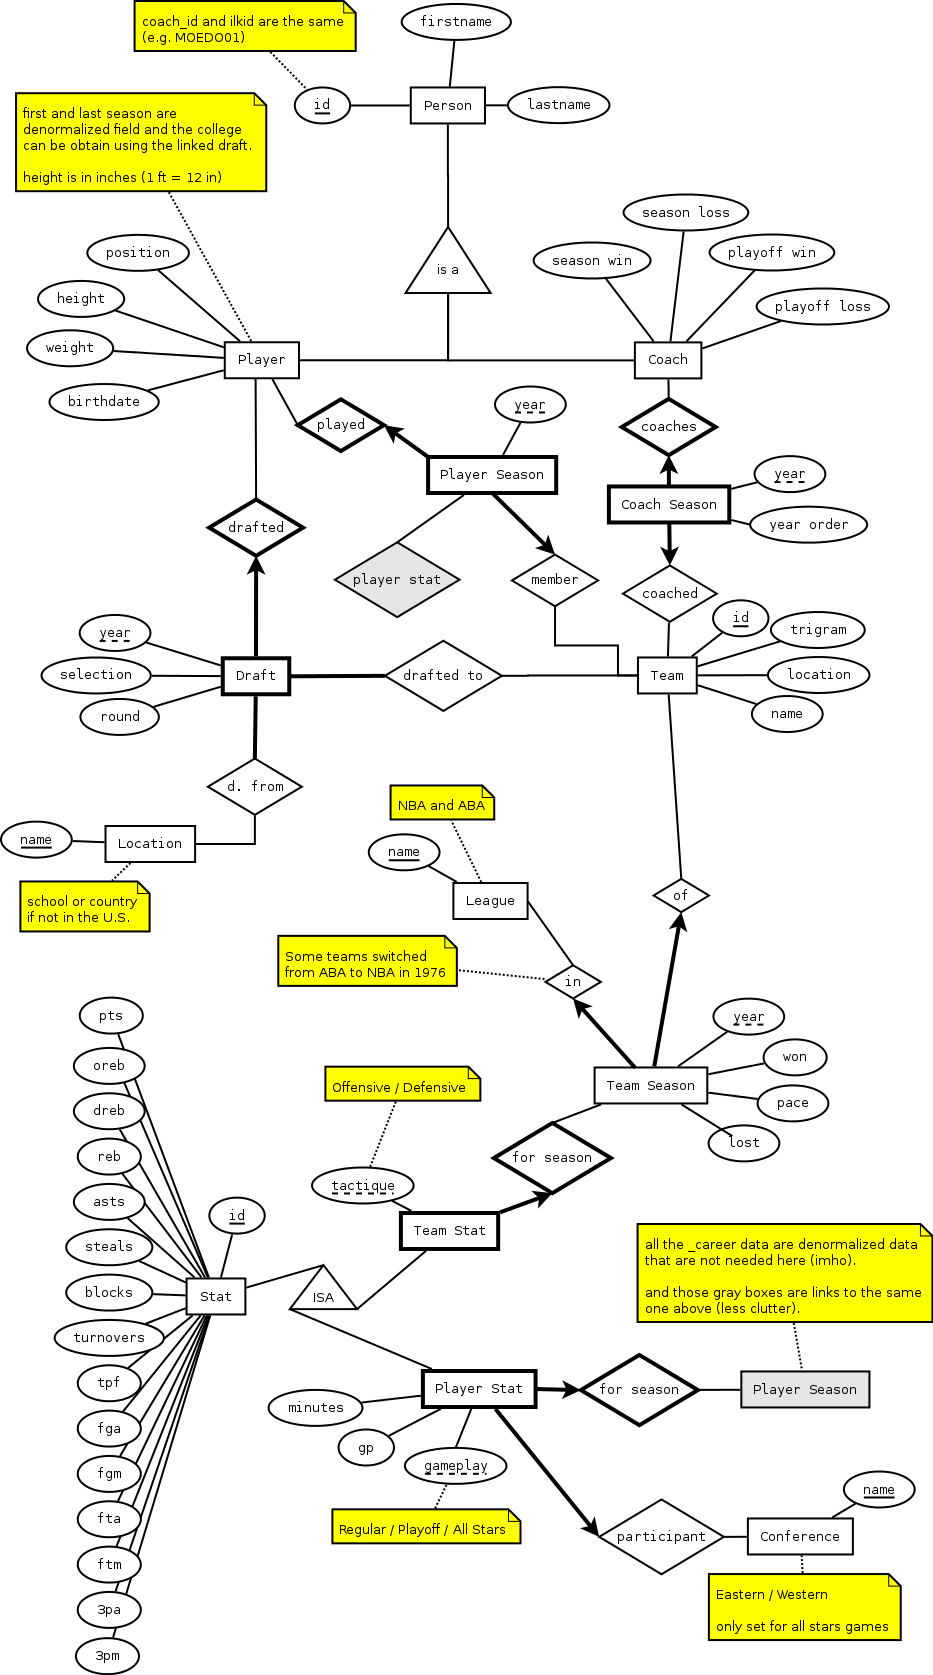 coach_id and ilkid are the same
(e.g. MOEDO01)
firstname
id
Person
lastname
first and last season are
denormalized field and the college
can be obtain using the linked draft.
height is in inches (1 ft = 12 in)
season loss
position
season win
playoff win
is a
height
playoff loss
weight
Player
Coach
birthdate
year
played
coaches
Player Season
year
Coach Season
drafted
year order
player stat
member
coached
id
year
trigram
selection
Draft
drafted to
Team
location
round
name
d. from
NBA and ABA
name
Location
name
school or country
if not in the U.S.
League
of
Some teams switched
from ABA to NBA in 1976
in
pts
year
oreb
won
Offensive / Defensive
Team Season
dreb
pace
reb
for season
lost
tactique
asts
id
Team Stat
steals
all the _career data are denormalized data
that are not needed here (imho).
and those gray boxes are links to the same
one above (less clutter).
blocks
Stat
ISA
turnovers
tpf
Player Stat
for season
Player Season
minutes
fga
gp
gameplay
fgm
name
fta
Regular / Playoff / All Stars
participant
Conference
ftm
Eastern / Western
only set for all stars games
3pa
3pm